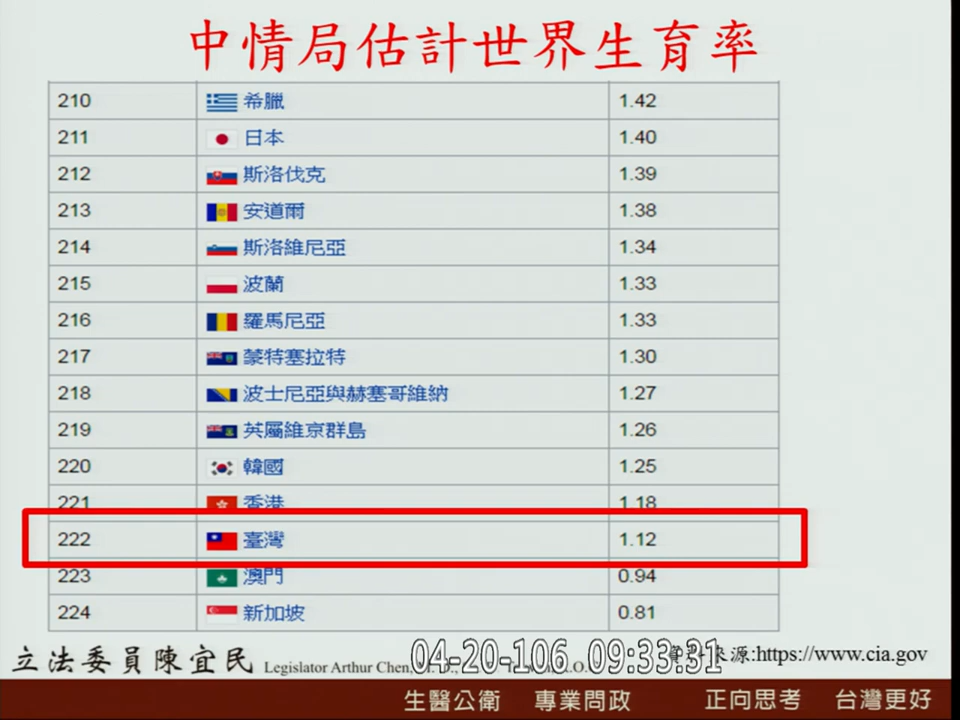 中情局估計世界生育率
210 希臘 1.42
211 日本 1.40
212 斯洛伐克 1.39
213 安道爾 1.38
214 斯洛維尼亞 1.34
215 波蘭 1.33
216 羅馬尼亞 1.33
217 蒙特塞拉特 1.30
218 波士尼亞與赫塞哥維納 1.27
219 英屬維京群島 1.26
220 韓國 1.25
221 香港 1.18
222 臺灣 1.12
223 澳門 0.94
224 新加坡 0.81
立法委員陳宜民 Legislator Arthur Chen, 04-20-106 09:33:31 來源:https://www.cia.gov
生醫公衛 專業問政 正向思考 台灣更好